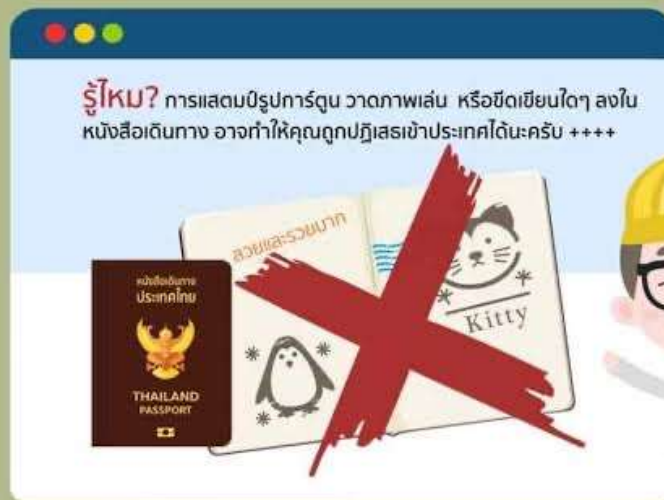 รู้ไหม? การแสตมป์รูปการ์ตูน วาดภาพเล่น หรือขีดเขียนใดๆ ลงใน
หนังสือเดินทาง อาจทำให้คุณถูกปฏิเสธเข้าประเทศได้นะครับ ++++
สวยและรวยมาก
Kitty
หนังสือเดินทาง
ประเทศไทย
THAILAND
PASSPORT